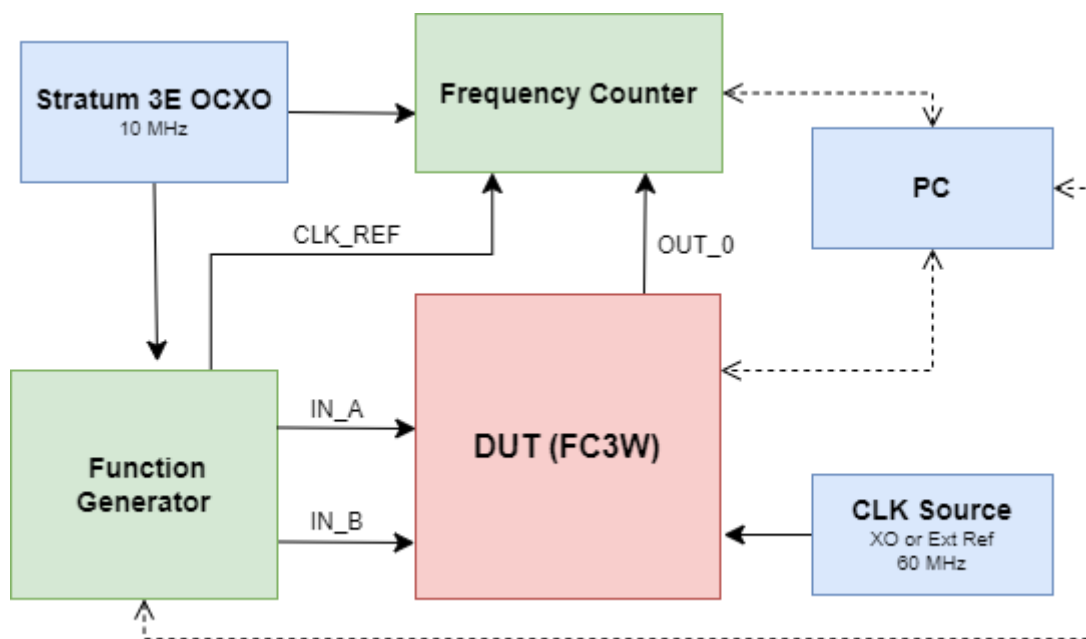 Stratum 3E OCXO
10 MHz
Frequency Counter
PC
CLK_REF
OUT_0
IN_A
IN_B
Function
Generator
DUT (FC3W)
CLK Source
XO or Ext Ref
60 MHz